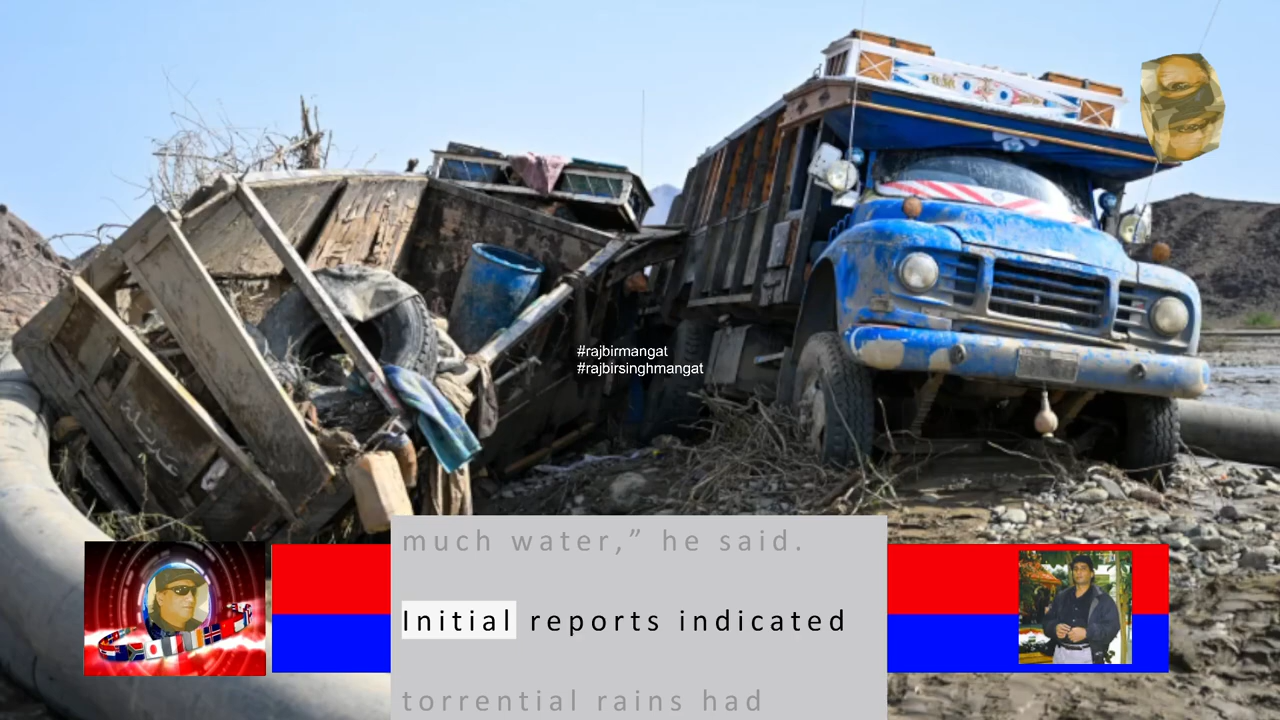 #rajbirmangat
#rajbirsinghmangat
much water,” he said.
Initial reports indicated
torrential rains had